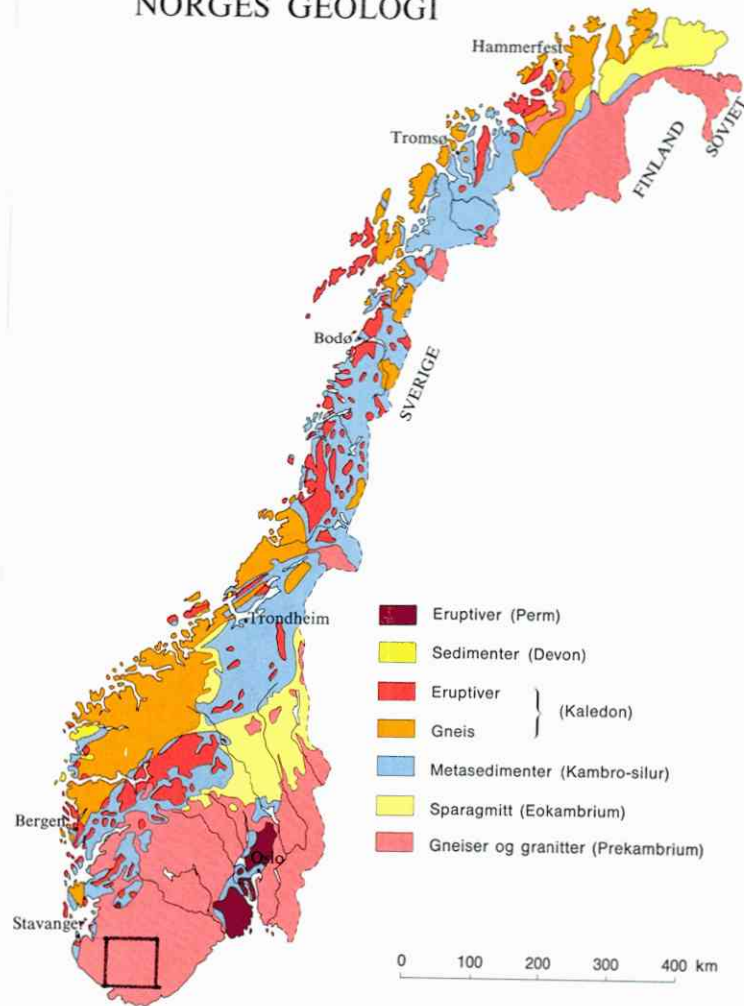 NORGES GEOLOGI
Hammerfest
Tromsø
FINLAND
SOVJET
Bodø
SVERIGE
Trondheim
Bergen
Oslo
Stavanger
Eruptiver (Perm)
Sedimenter (Devon)
Eruptiver
Gneis
(Kaledon)
Metasedimenter (Kambro-silur)
Sparagmitt (Eokambrium)
Gneiser og granitter (Prekambrium)
0 100 200 300 400 km